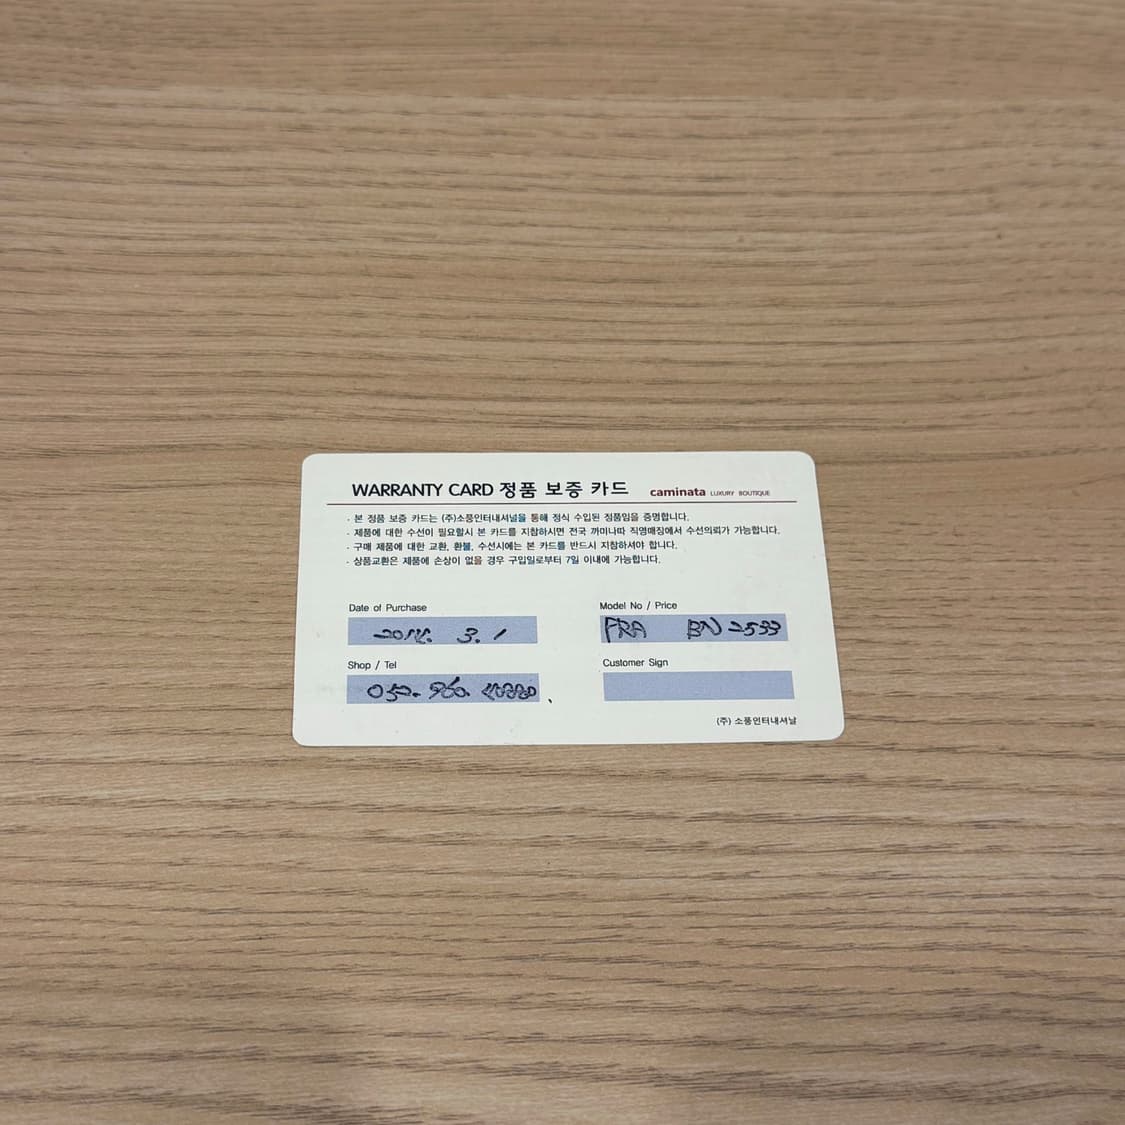 WARRANTY CARD 정품 보증 카드 caminata LUXURY BOUTIQUE
· 본 정품 보증 카드는 (주)소풍인터내셔널을 통해 정식 수입된 정품임을 증명합니다.
· 제품에 대한 수선이 필요할시 본 카드를 지참하시면 전국 까미나따 직영매징에서 수선의뢰가 가능합니다.
· 구매 제품에 대한 교환, 환불, 수선시에는 본 카드를 반드시 지참하셔야 합니다.
· 상품교환은 제품에 손상이 없을 경우 구입일로부터 7일 이내에 가능합니다.
Date of Purchase Model No / Price
3. 1 FRA BN 2533
Shop / Tel Customer Sign
(주) 소풍인터내셔날